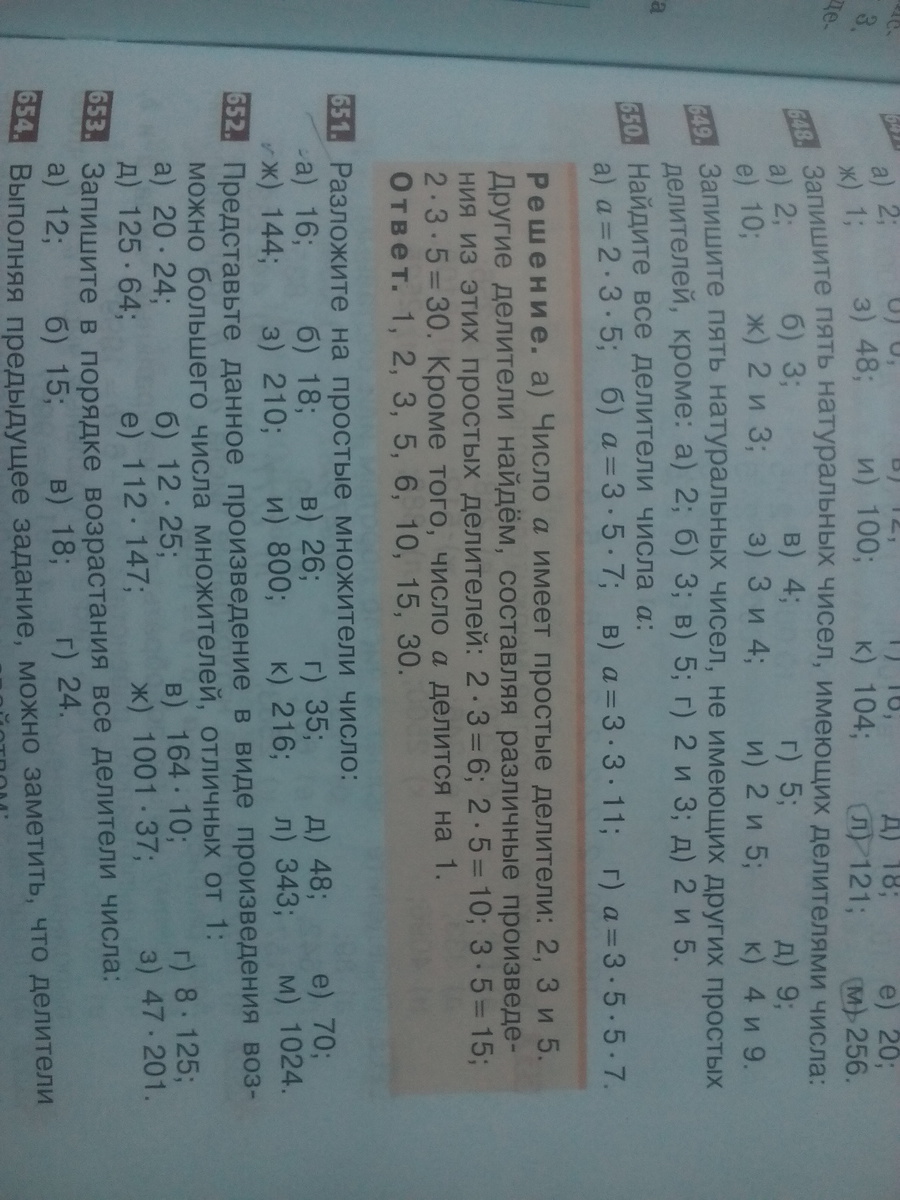 а
3,
а) 2;
д) 18; е) 20;
ж) 1; з) 48; и) 100; к) 104; л) 121; м) 256.
648. Запишите пять натуральных чисел, имеющих делителями числа:
а) 2; б) 3; в) 4; г) 5; д) 9;
е) 10; ж) 2 и 3; з) 3 и 4; и) 2 и 5; к) 4 и 9.
649. Запишите пять натуральных чисел, не имеющих других простых
делителей, кроме: а) 2; б) 3; в) 5; г) 2 и 3; д) 2 и 5.
650. Найдите все делители числа a:
а) a = 2 · 3 · 5; б) a = 3 · 5 · 7; в) a = 3 · 3 · 11; г) a = 3 · 5 · 5 · 7.
Решение. а) Число a имеет простые делители: 2, 3 и 5.
Другие делители найдём, составляя различные произведе-
ния из этих простых делителей: 2 · 3 = 6; 2 · 5 = 10; 3 · 5 = 15;
2 · 3 · 5 = 30. Кроме того, число a делится на 1.
Ответ. 1, 2, 3, 5, 6, 10, 15, 30.
651. Разложите на простые множители число:
а) 16; б) 18; в) 26; г) 35; д) 48; е) 70;
ж) 144; з) 210; и) 800; к) 216; л) 343; м) 1024.
652. Представьте данное произведение в виде произведения воз-
можно большего числа множителей, отличных от 1:
а) 20 · 24; б) 12 · 25; в) 164 · 10; г) 8 · 125;
д) 125 · 64; е) 112 · 147; ж) 1001 · 37; з) 47 · 201.
653. Запишите в порядке возрастания все делители числа:
а) 12; б) 15; в) 18; г) 24.
654. Выполняя предыдущее задание, можно заметить, что делители